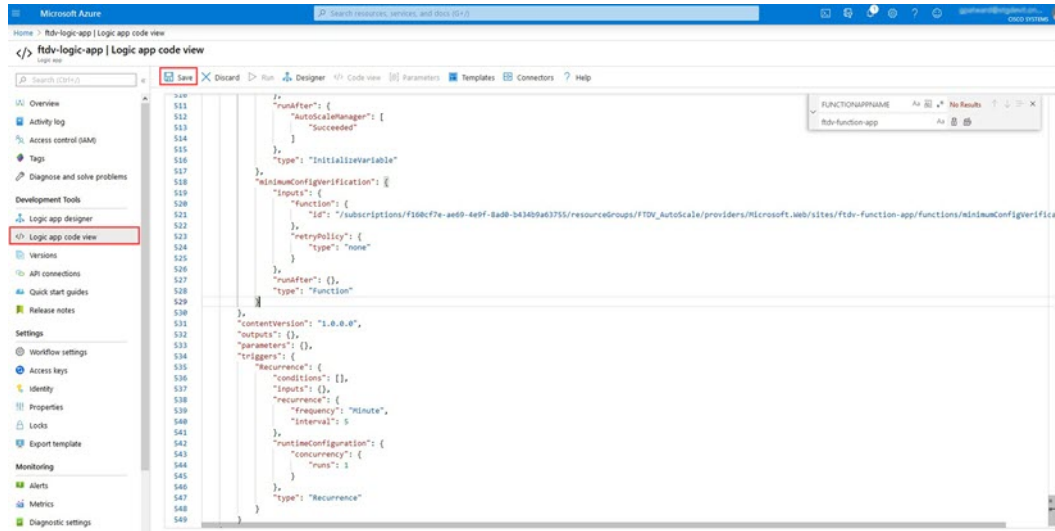 Microsoft Azure
Search resources, services, and docs (G+/)
CISCO SYSTEMS
Home > ftdv-logic-app | Logic app code view
</> ftdv-logic-app | Logic app code view
Logic app
Search (Ctrl+/)
Save
Discard
Run
Designer
</> Code view
[@] Parameters
Templates
Connectors
? Help
Overview
Activity log
Access control (IAM)
Tags
Diagnose and solve problems
Development Tools
Logic app designer
</> Logic app code view
Versions
API connections
Quick start guides
Release notes
Settings
Workflow settings
Access keys
Identity
Properties
Locks
Export template
Monitoring
Alerts
Metrics
Diagnostic settings
FUNCTIONAPPNAME
No Results
ftdv-function-app
510 },
511 "runAfter": {
512 "AutoScaleManager": [
513 "Succeeded"
514 ]
515 },
516 "type": "InitializeVariable"
517 },
518 "minimumConfigVerification": {
519 "inputs": {
520 "function": {
521 "id": "/subscriptions/f160cf7e-ae69-4e9f-8ad0-b434b9a63755/resourceGroups/FTDV_AutoScale/providers/Microsoft.Web/sites/ftdv-function-app/functions/minimumConfigVerifica
522 },
523 "retryPolicy": {
524 "type": "none"
525 }
526 },
527 "runAfter": {},
528 "type": "Function"
529 }
530 },
531 "contentVersion": "1.0.0.0",
532 "outputs": {},
533 "parameters": {},
534 "triggers": {
535 "Recurrence": {
536 "conditions": [],
537 "inputs": {},
538 "recurrence": {
539 "frequency": "Minute",
540 "interval": 5
541 },
542 "runtimeConfiguration": {
543 "concurrency": {
544 "runs": 1
545 }
546 },
547 "type": "Recurrence"
548 }
549 }